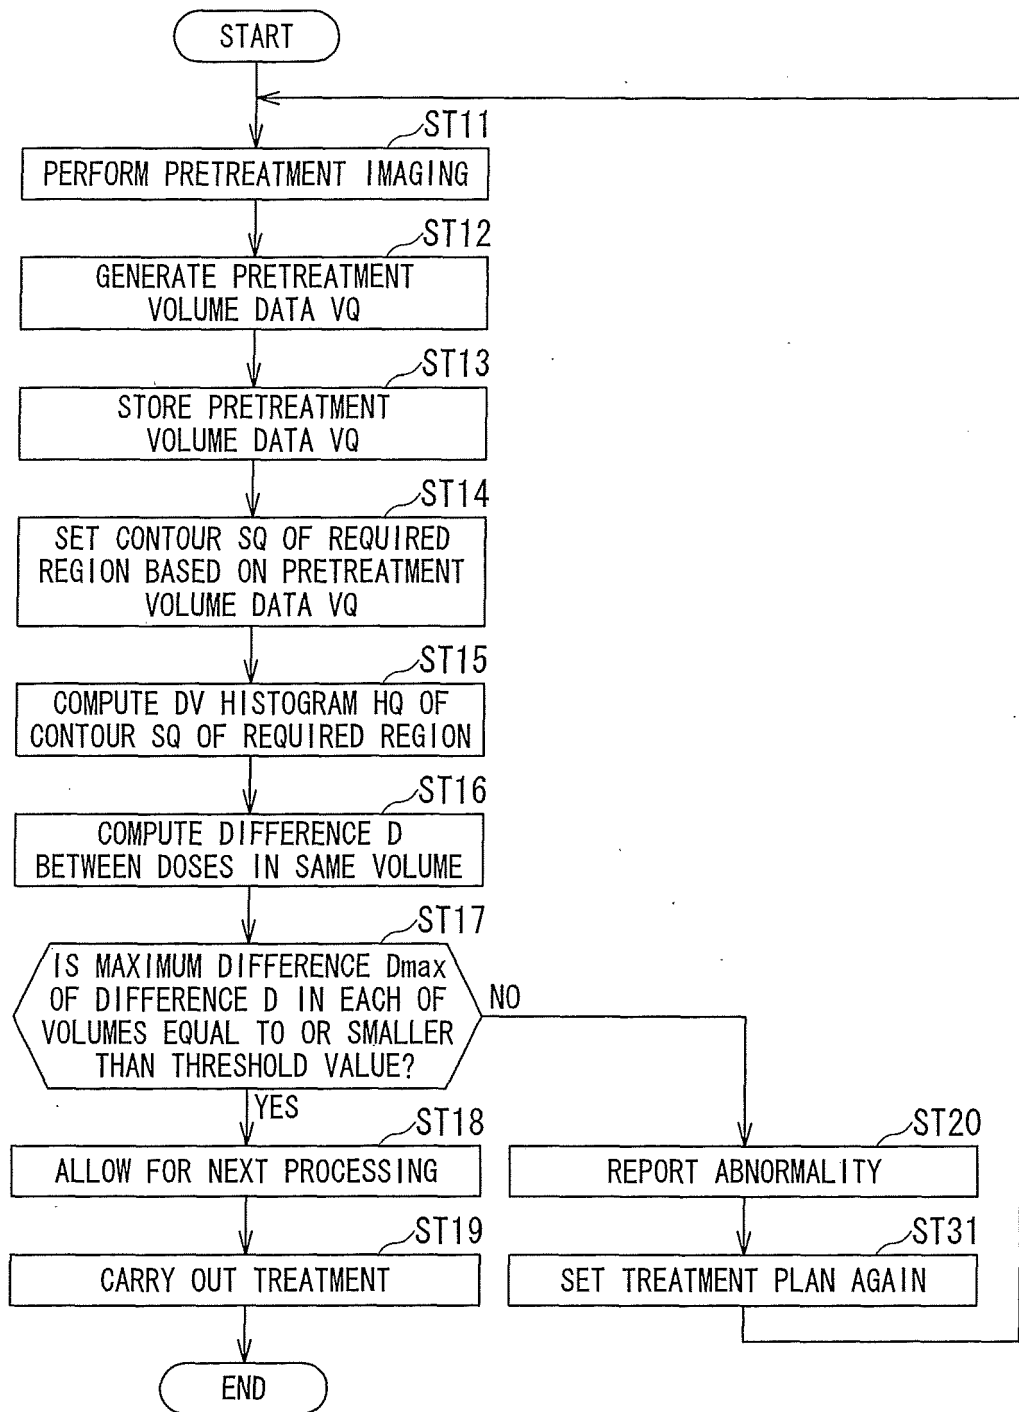 START
ST11
PERFORM PRETREATMENT IMAGING
ST12
GENERATE PRETREATMENT
VOLUME DATA VQ
ST13
STORE PRETREATMENT
VOLUME DATA VQ
ST14
SET CONTOUR SQ OF REQUIRED
REGION BASED ON PRETREATMENT
VOLUME DATA VQ
ST15
COMPUTE DV HISTOGRAM HQ OF
CONTOUR SQ OF REQUIRED REGION
ST16
COMPUTE DIFFERENCE D
BETWEEN DOSES IN SAME VOLUME
ST17
IS MAXIMUM DIFFERENCE Dmax
OF DIFFERENCE D IN EACH OF
VOLUMES EQUAL TO OR SMALLER
THAN THRESHOLD VALUE?
NO
YES
ST18
ALLOW FOR NEXT PROCESSING
ST20
REPORT ABNORMALITY
ST19
CARRY OUT TREATMENT
ST31
SET TREATMENT PLAN AGAIN
END